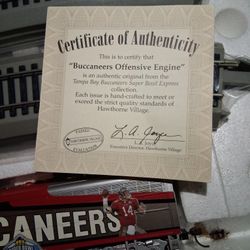 Certificate of Authenticity
This is to certify that
"Buccaneers Offensive Engine"
is an authentic original from the
Tampa Bay Buccaneers Super Bowl Express
collection.
Each issue is hand-crafted to meet or
exceed the strict quality standards of
Hawthorne Village.
L. A. Joyce
Executive Director, Hawthorne Village
CANEERS
14